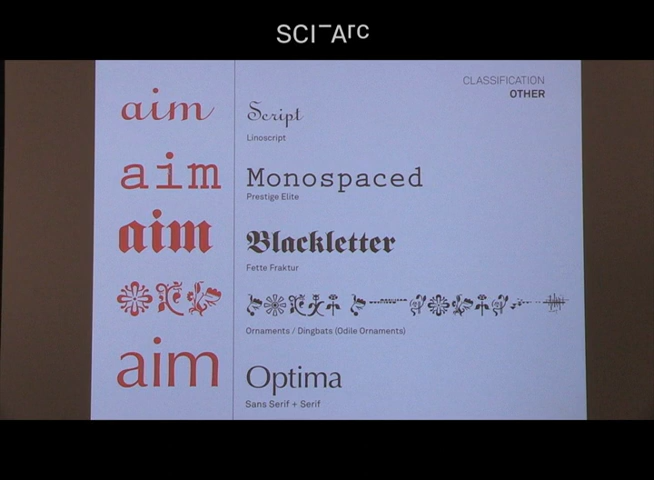 SCI-Arc
CLASSIFICATION
OTHER
aim
Script
Linoscript
aim
Monospaced
Prestige Elite
aim
Blackletter
Fette Fraktur
Ornaments / Dingbats (Odile Ornaments)
aim
Optima
Sans Serif + Serif